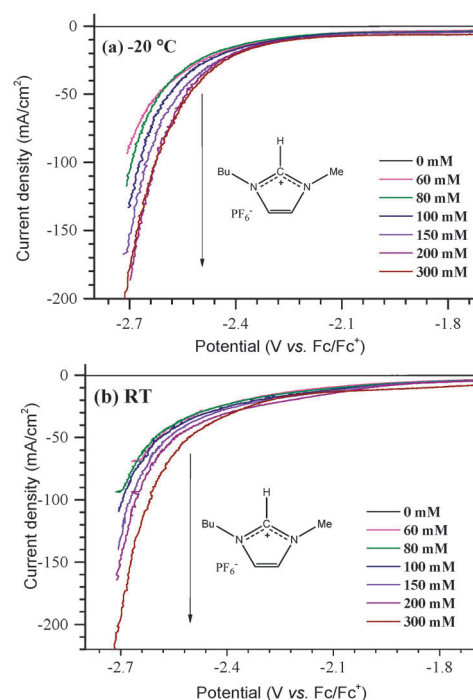 (a) -20 °C
Current density (mA/cm²)
0
-50
-100
-150
-200
H
C
Bu
N
+
N
Me
PF₆⁻
0 mM
60 mM
80 mM
100 mM
150 mM
200 mM
300 mM
-2.7 -2.4 -2.1 -1.8
Potential (V vs. Fc/Fc⁺)
(b) RT
Current density (mA/cm²)
0
-50
-100
-150
-200
H
C
Bu
N
+
N
Me
PF₆⁻
0 mM
60 mM
80 mM
100 mM
150 mM
200 mM
300 mM
-2.7 -2.4 -2.1 -1.8
Potential (V vs. Fc/Fc⁺)